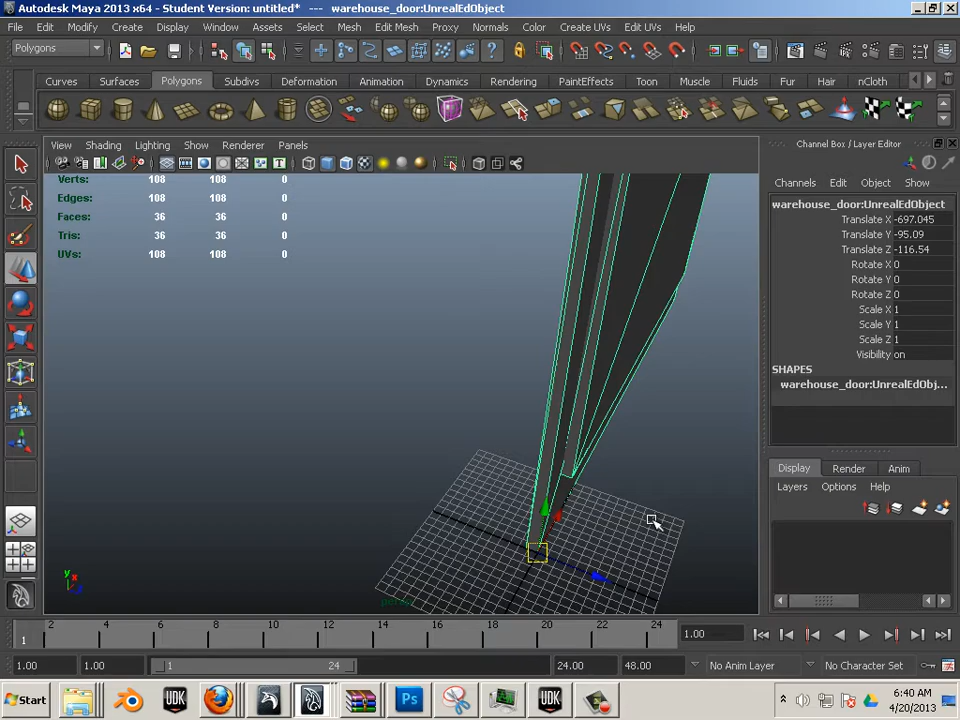 Autodesk Maya 2013 x64 - Student Version: untitled* --- warehouse_door:UnrealEdObject
File Edit Modify Create Display Window Assets Select Mesh Edit Mesh Proxy Normals Color Create UVs Edit UVs Help
Polygons
Curves Surfaces Polygons Subdivs Deformation Animation Dynamics Rendering PaintEffects Toon Muscle Fluids Fur Hair nCloth
View Shading Lighting Show Renderer Panels
Channel Box / Layer Editor
Channels Edit Object Show
Verts: 108 108 0
Edges: 108 108 0
Faces: 36 36 0
Tris: 36 36 0
UVs: 108 108 0
warehouse_door:UnrealEdObject
Translate X -697.045
Translate Y -95.09
Translate Z -116.54
Rotate X 0
Rotate Y 0
Rotate Z 0
Scale X 1
Scale Y 1
Scale Z 1
Visibility on
SHAPES
warehouse_door:UnrealEdObj...
Display Render Anim
Layers Options Help
y
x
z
persp
1 2 4 6 8 10 12 14 16 18 20 22 24 1.00
1.00 1.00 1 24 24.00 48.00 No Anim Layer No Character Set
Start UDK Ps UDK 6:40 AM
4/20/2013